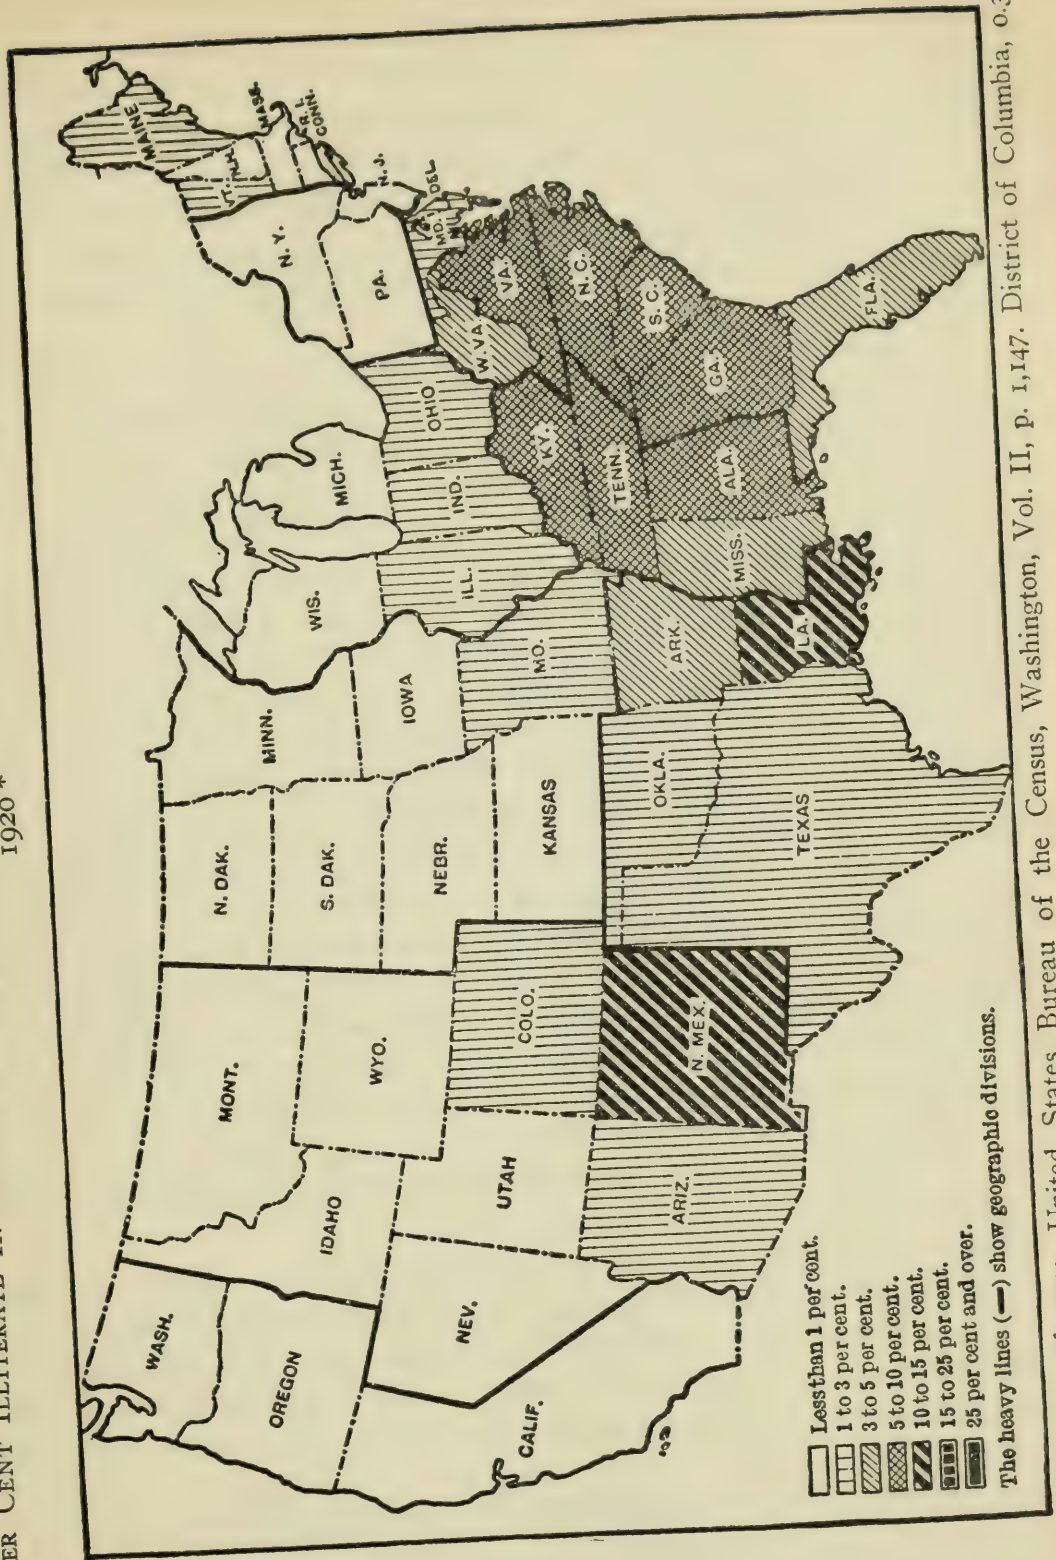 ER CENT ILLITERATE
1920 *
WASH.
OREGON
CALIF.
NEV.
IDAHO
MONT.
WYO.
UTAH
ARIZ.
COLO.
N. MEX.
N. DAK.
S. DAK.
NEBR.
KANSAS
OKLA.
TEXAS
MINN.
IOWA
MO.
ARK.
LA.
WIS.
ILL.
MICH.
IND.
OHIO
KY.
TENN.
MISS.
ALA.
GA.
FLA.
S. C.
N. C.
VA.
W. VA.
PA.
N. Y.
N.J.
DEL.
MD.
MAINE
N.H.
VT.
MASS.
R. I.
CONN.
Less than 1 per cent.
1 to 3 per cent.
3 to 5 per cent.
5 to 10 per cent.
10 to 15 per cent.
15 to 25 per cent.
25 per cent and over.
The heavy lines (━) show geographic divisions.
United States Bureau of the Census, Washington, Vol. II, p. 1,147. District of Columbia, 0.3